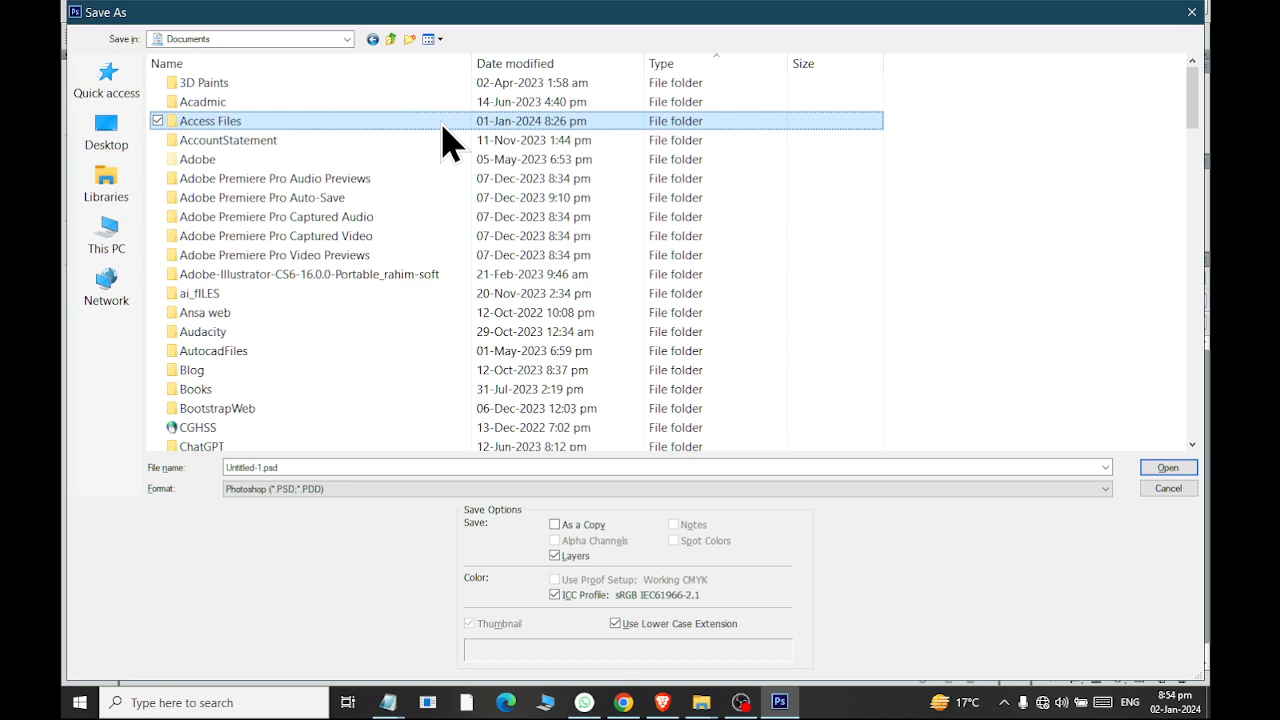 Ps Save As
Save in: Documents
Name Date modified Type Size
Quick access
Desktop
Libraries
This PC
Network
3D Paints 02-Apr-2023 1:58 am File folder
Acadmic 14-Jun-2023 4:40 pm File folder
Access Files 01-Jan-2024 8:26 pm File folder
AccountStatement 11-Nov-2023 1:44 pm File folder
Adobe 05-May-2023 6:53 pm File folder
Adobe Premiere Pro Audio Previews 07-Dec-2023 8:34 pm File folder
Adobe Premiere Pro Auto-Save 07-Dec-2023 9:10 pm File folder
Adobe Premiere Pro Captured Audio 07-Dec-2023 8:34 pm File folder
Adobe Premiere Pro Captured Video 07-Dec-2023 8:34 pm File folder
Adobe Premiere Pro Video Previews 07-Dec-2023 8:34 pm File folder
Adobe-Illustrator-CS6-16.0.0-Portable_rahim-soft 21-Feb-2023 9:46 am File folder
ai_fILES 20-Nov-2023 2:34 pm File folder
Ansa web 12-Oct-2022 10:08 pm File folder
Audacity 29-Oct-2023 12:34 am File folder
AutocadFiles 01-May-2023 6:59 pm File folder
Blog 12-Oct-2023 8:37 pm File folder
Books 31-Jul-2023 2:19 pm File folder
BootstrapWeb 06-Dec-2023 12:03 pm File folder
CGHSS 13-Dec-2022 7:02 pm File folder
ChatGPT 12-Jun-2023 8:12 pm File folder
File name: Untitled-1.psd Open
Format: Photoshop (*.PSD;*.PDD) Cancel
Save Options
Save: As a Copy Notes
Alpha Channels Spot Colors
Layers
Color: Use Proof Setup: Working CMYK
ICC Profile: sRGB IEC61966-2.1
Thumbnail Use Lower Case Extension
Type here to search Ps 17°C ENG 8:54 pm
02-Jan-2024